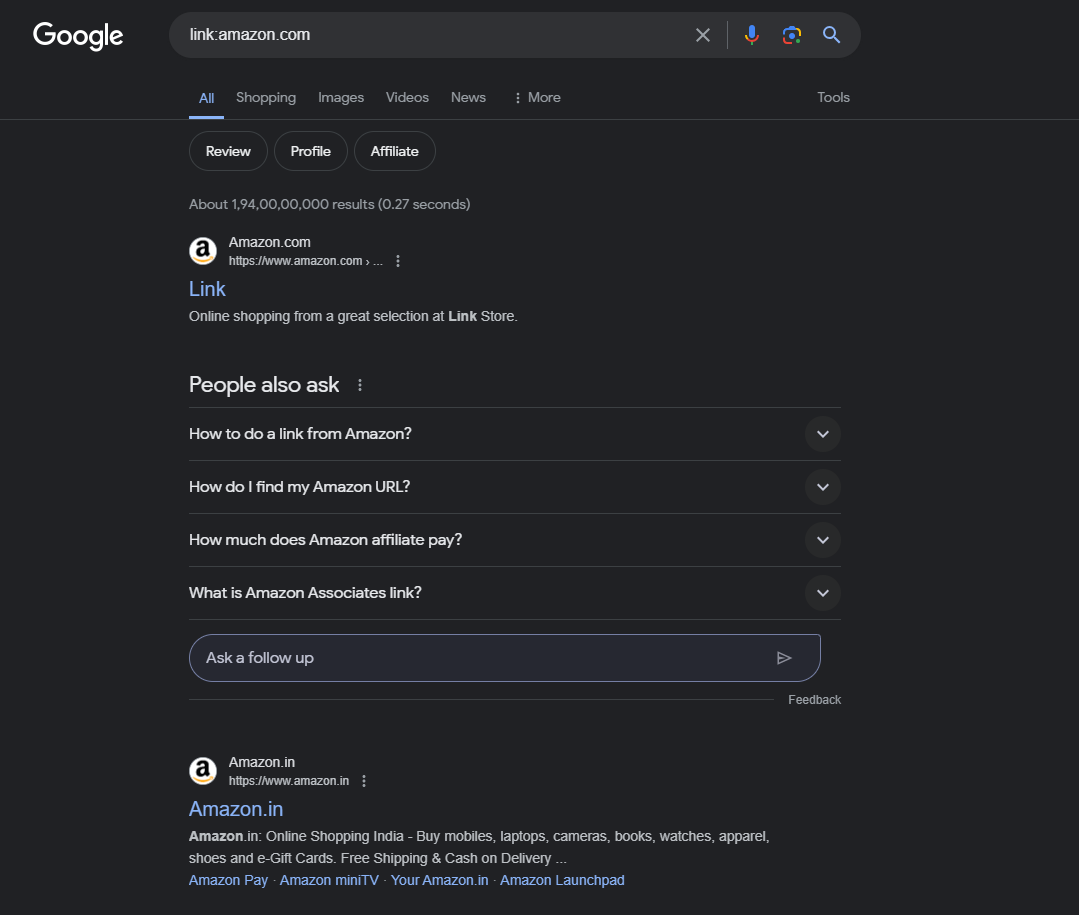 Google
link:amazon.com
All Shopping Images Videos News More Tools
Review Profile Affiliate
About 1,94,00,00,000 results (0.27 seconds)
a
Amazon.com
https://www.amazon.com › ...
Link
Online shopping from a great selection at Link Store.
People also ask
How to do a link from Amazon?
How do I find my Amazon URL?
How much does Amazon affiliate pay?
What is Amazon Associates link?
Ask a follow up
Feedback
a
Amazon.in
https://www.amazon.in
Amazon.in
Amazon.in: Online Shopping India - Buy mobiles, laptops, cameras, books, watches, apparel,
shoes and e-Gift Cards. Free Shipping & Cash on Delivery ...
Amazon Pay · Amazon miniTV · Your Amazon.in · Amazon Launchpad